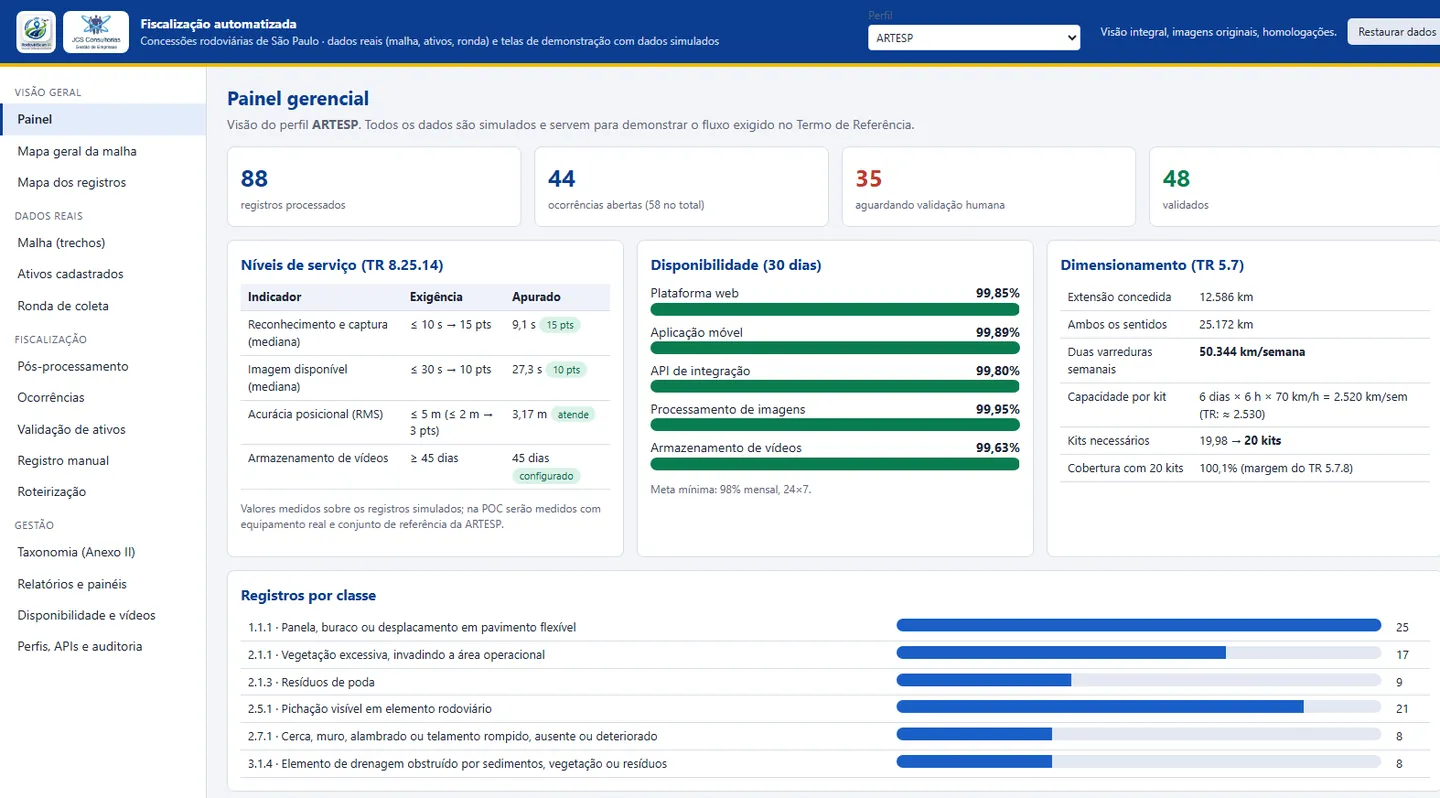 JCS Consultorias
Gestão de Empresas
Fiscalização automatizada
Concessões rodoviárias de São Paulo · dados reais (malha, ativos, ronda) e telas de demonstração com dados simulados
Perfil
ARTESP
Visão integral, imagens originais, homologações.
Restaurar dados
VISÃO GERAL
Painel
Mapa geral da malha
Mapa dos registros
DADOS REAIS
Malha (trechos)
Ativos cadastrados
Ronda de coleta
FISCALIZAÇÃO
Pós-processamento
Ocorrências
Validação de ativos
Registro manual
Roteirização
GESTÃO
Taxonomia (Anexo II)
Relatórios e painéis
Disponibilidade e vídeos
Perfis, APIs e auditoria
Painel gerencial
Visão do perfil ARTESP. Todos os dados são simulados e servem para demonstrar o fluxo exigido no Termo de Referência.
88
registros processados
44
ocorrências abertas (58 no total)
35
aguardando validação humana
48
validados
Níveis de serviço (TR 8.25.14)
Indicador Exigência Apurado
Reconhecimento e captura (mediana) ≤ 10 s → 15 pts 9,1 s 15 pts
Imagem disponível (mediana) ≤ 30 s → 10 pts 27,3 s 10 pts
Acurácia posicional (RMS) ≤ 5 m (≤ 2 m → 3 pts) 3,17 m atende
Armazenamento de vídeos ≥ 45 dias 45 dias configurado
Valores medidos sobre os registros simulados; na POC serão medidos com
equipamento real e conjunto de referência da ARTESP.
Disponibilidade (30 dias)
Plataforma web 99,85%
Aplicação móvel 99,89%
API de integração 99,80%
Processamento de imagens 99,95%
Armazenamento de vídeos 99,63%
Meta mínima: 98% mensal, 24×7.
Dimensionamento (TR 5.7)
Extensão concedida 12.586 km
Ambos os sentidos 25.172 km
Duas varreduras semanais 50.344 km/semana
Capacidade por kit 6 dias × 6 h × 70 km/h = 2.520 km/sem (TR: ≈ 2.530)
Kits necessários 19,98 → 20 kits
Cobertura com 20 kits 100,1% (margem do TR 5.7.8)
Registros por classe
1.1.1 · Panela, buraco ou desplacamento em pavimento flexível 25
2.1.1 · Vegetação excessiva, invadindo a área operacional 17
2.1.3 · Resíduos de poda 9
2.5.1 · Pichação visível em elemento rodoviário 21
2.7.1 · Cerca, muro, alambrado ou telamento rompido, ausente ou deteriorado 8
3.1.4 · Elemento de drenagem obstruído por sedimentos, vegetação ou resíduos 8